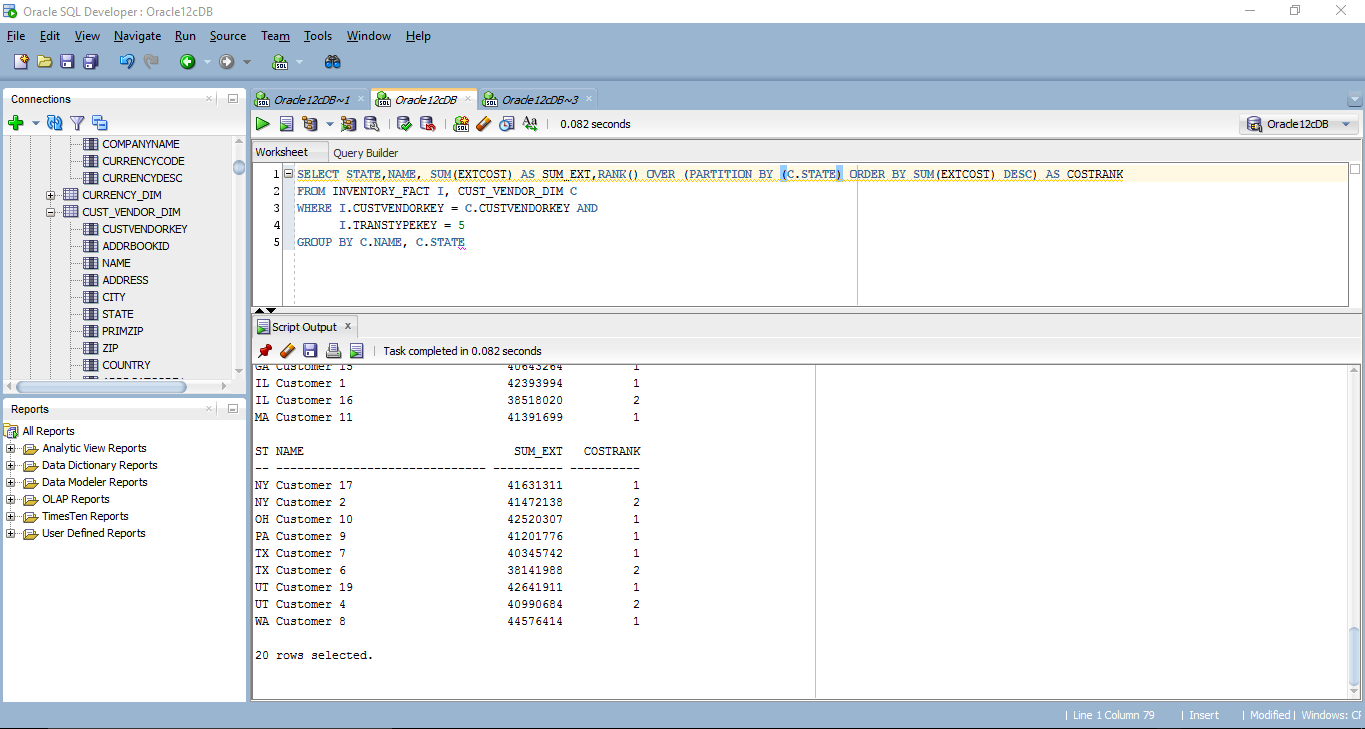 Oracle SQL Developer : Oracle12cDB
File Edit View Navigate Run Source Team Tools Window Help
Connections
COMPANYNAME
CURRENCYCODE
CURRENCYDESC
CURRENCY_DIM
CUST_VENDOR_DIM
CUSTVENDORKEY
ADDRBOOKID
NAME
ADDRESS
CITY
STATE
PRIMZIP
ZIP
COUNTRY
Reports
All Reports
Analytic View Reports
Data Dictionary Reports
Data Modeler Reports
OLAP Reports
TimesTen Reports
User Defined Reports
Oracle12cDB~1 Oracle12cDB Oracle12cDB~3
0.082 seconds Oracle12cDB
Worksheet Query Builder
1 SELECT STATE,NAME, SUM(EXTCOST) AS SUM_EXT,RANK() OVER (PARTITION BY (C.STATE) ORDER BY SUM(EXTCOST) DESC) AS COSTRANK
2 FROM INVENTORY_FACT I, CUST_VENDOR_DIM C
3 WHERE I.CUSTVENDORKEY = C.CUSTVENDORKEY AND
4 I.TRANSTYPEKEY = 5
5 GROUP BY C.NAME, C.STATE
Script Output x
Task completed in 0.082 seconds
GA Customer 15 40643264 1
IL Customer 1 42393994 1
IL Customer 16 38518020 2
MA Customer 11 41391699 1
ST NAME SUM_EXT COSTRANK
-- ------------------------------ ---------- ----------
NY Customer 17 41631311 1
NY Customer 2 41472138 2
OH Customer 10 42520307 1
PA Customer 9 41201776 1
TX Customer 7 40345742 1
TX Customer 6 38141988 2
UT Customer 19 42641911 1
UT Customer 4 40990684 2
WA Customer 8 44576414 1
20 rows selected.
Line 1 Column 79 Insert Modified Windows: CF